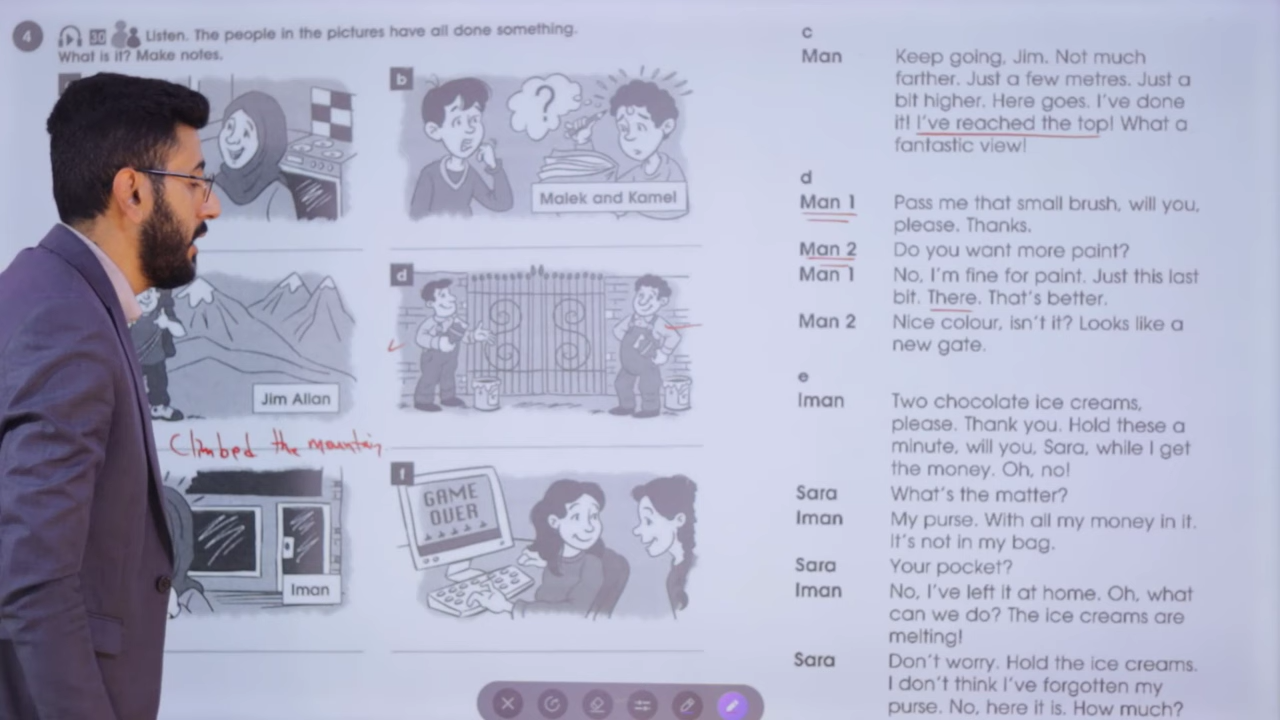 4 30 Listen. The people in the pictures have all done something.
What is it? Make notes.
b
Malek and Kamel
d
Jim Allan
Climbed the mountain
f
GAME
OVER
Iman
c
Man Keep going, Jim. Not much
farther. Just a few metres. Just a
bit higher. Here goes. I've done
it! I've reached the top! What a
fantastic view!
d
Man 1 Pass me that small brush, will you,
please. Thanks.
Man 2 Do you want more paint?
Man 1 No, I'm fine for paint. Just this last
bit. There. That's better.
Man 2 Nice colour, isn't it? Looks like a
new gate.
e
Iman Two chocolate ice creams,
please. Thank you. Hold these a
minute, will you, Sara, while I get
the money. Oh, no!
Sara What's the matter?
Iman My purse. With all my money in it.
It's not in my bag.
Sara Your pocket?
Iman No, I've left it at home. Oh, what
can we do? The ice creams are
melting!
Sara Don't worry. Hold the ice creams.
I don't think I've forgotten my
purse. No, here it is. How much?